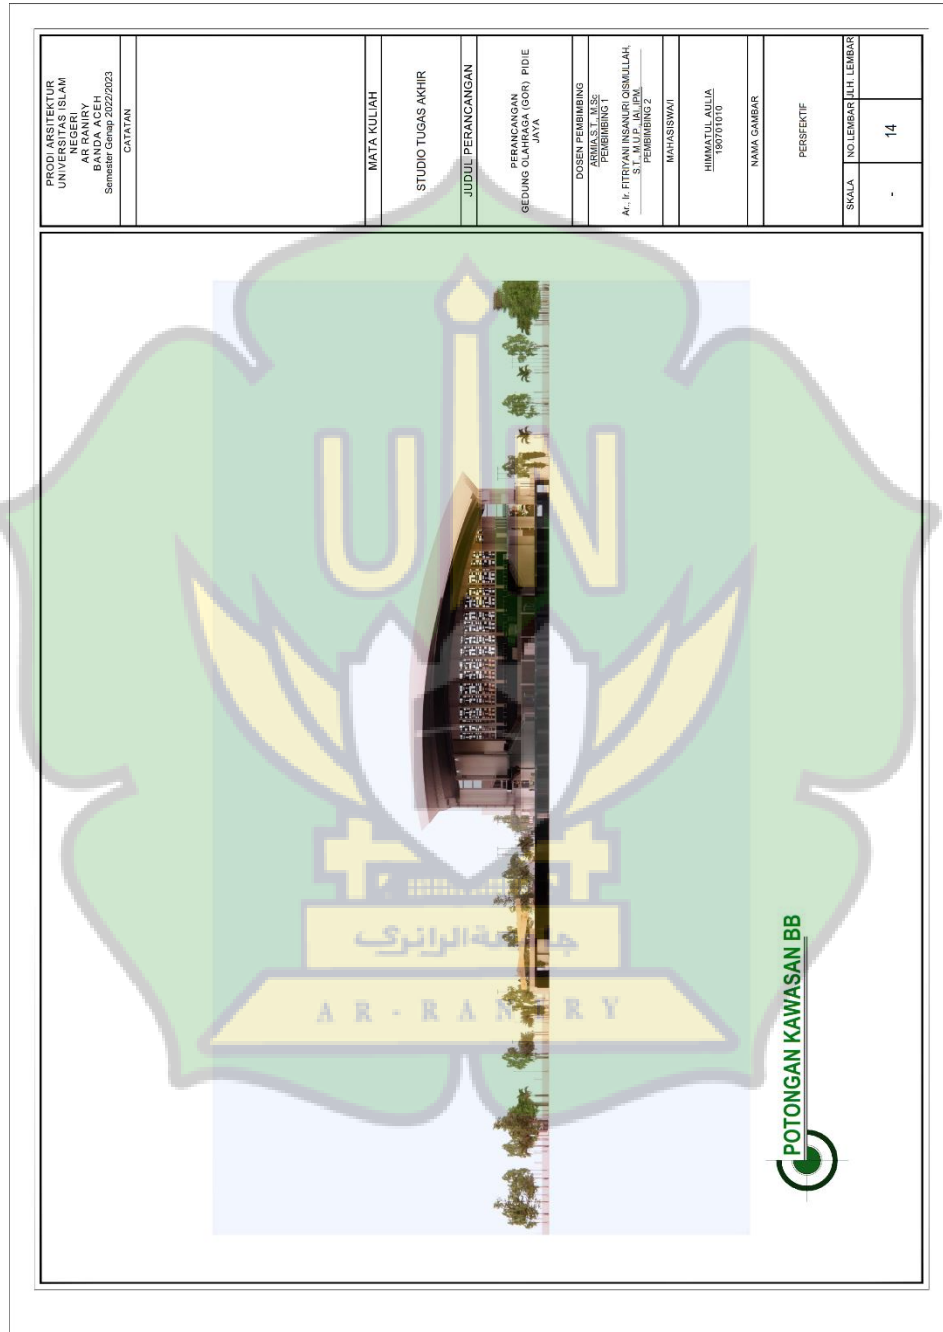 PRODI ARSITEKTUR
UNIVERSITAS ISLAM
NEGERI
AR RANIRY
BANDA ACEH
Semester Genap 2022/2023
CATATAN
MATA KULIAH
STUDIO TUGAS AKHIR
JUDUL PERANCANGAN
PERANCANGAN
GEDUNG OLAHRAGA (GOR) PIDIE
JAYA
DOSEN PEMBIMBING
ARMIA,S.T., M.Sc
PEMBIMBING 1
Ar., Ir. FITRIYANI INSANURI QISMULLAH,
S.T., M.U.P., IAI, IPM.
PEMBIMBING 2
MAHASISWA/I
HIMMATUL AULIA
190701010
NAMA GAMBAR
PERSFEKTIF
SKALA
NO.LEMBAR
JLH. LEMBAR
-
14
UIN
جامعة الرانري
AR-RANIRY
POTONGAN KAWASAN BB